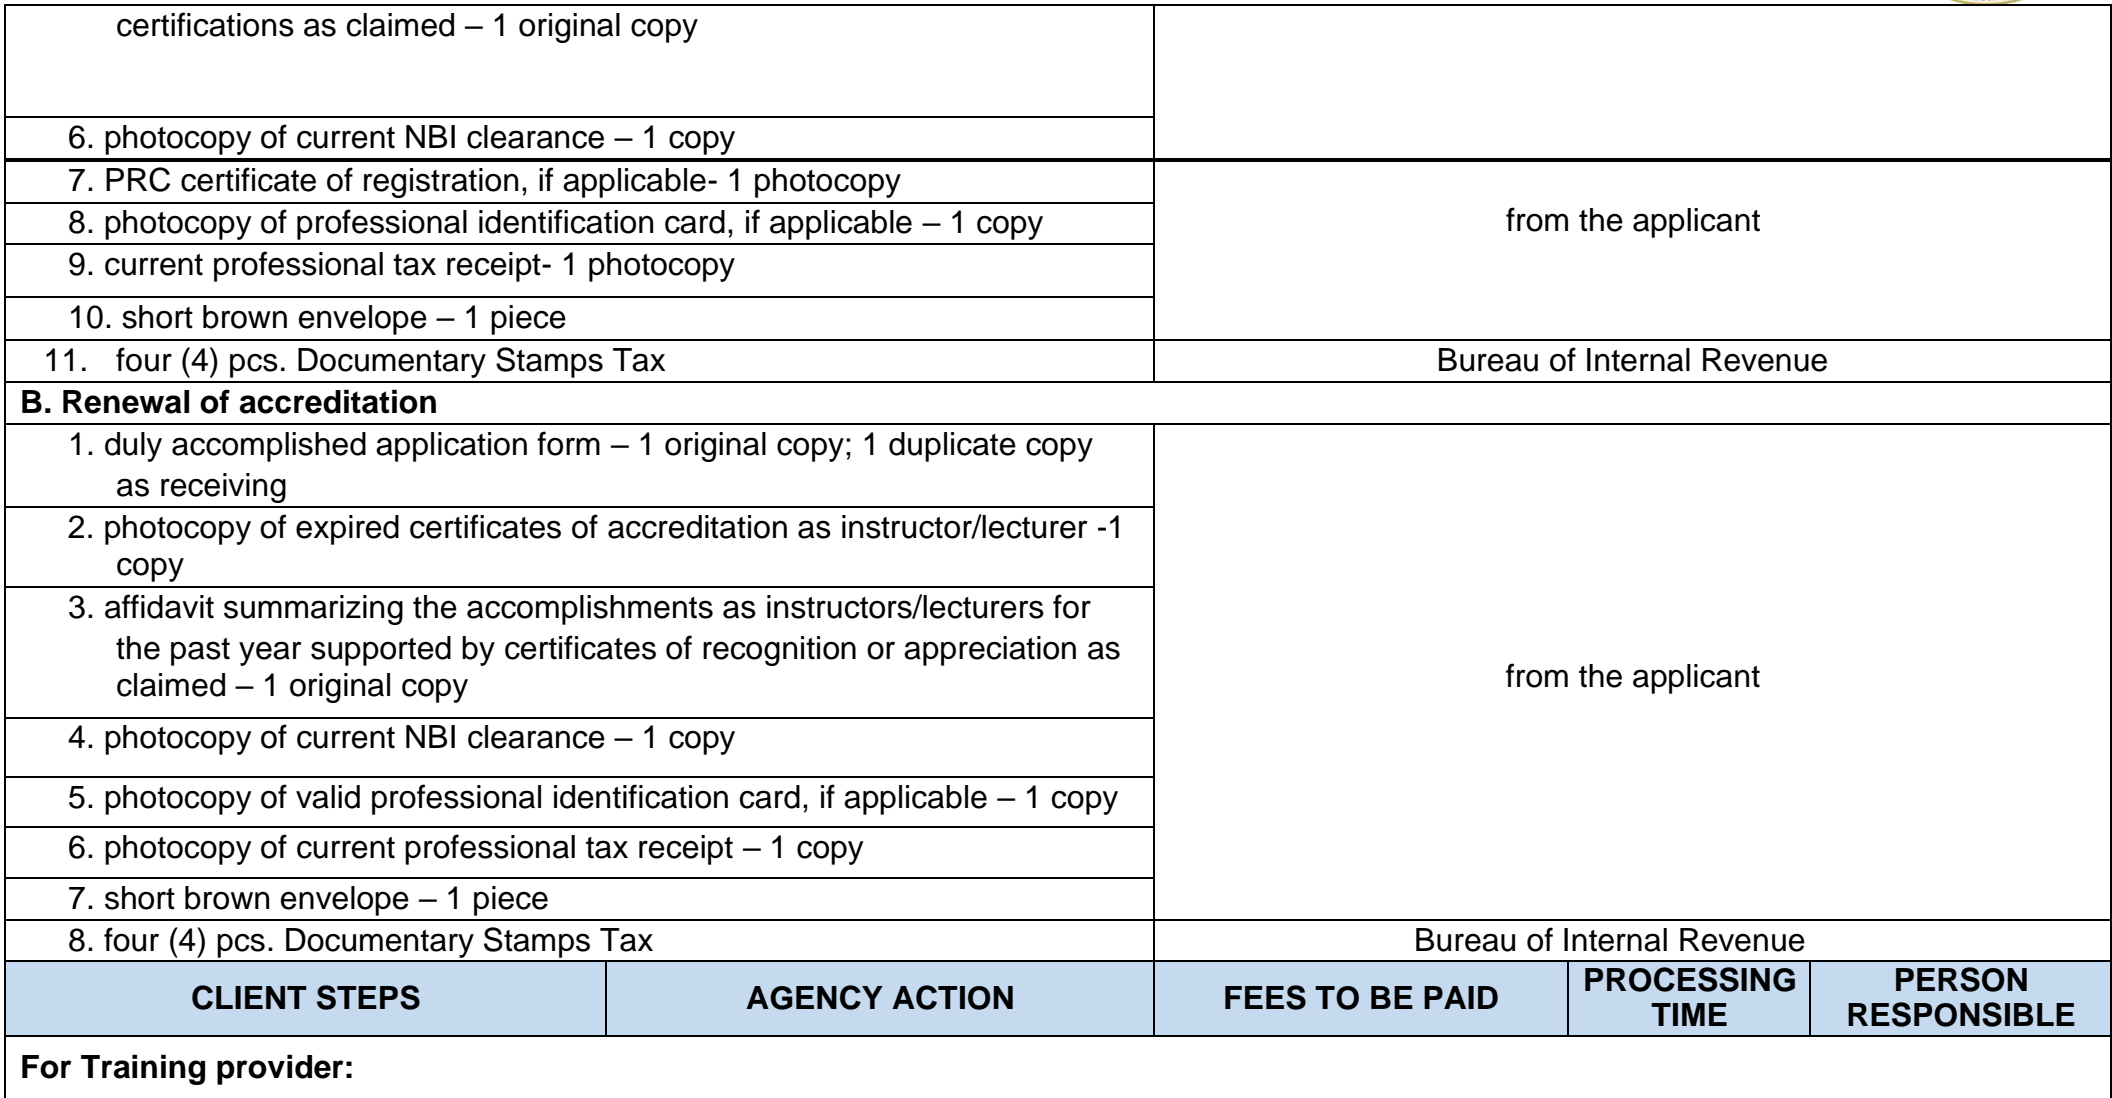 certifications as claimed – 1 original copy
6. photocopy of current NBI clearance – 1 copy
7. PRC certificate of registration, if applicable- 1 photocopy
8. photocopy of professional identification card, if applicable – 1 copy
from the applicant
9. current professional tax receipt- 1 photocopy
10. short brown envelope – 1 piece
11. four (4) pcs. Documentary Stamps Tax
Bureau of Internal Revenue
B. Renewal of accreditation
1. duly accomplished application form – 1 original copy; 1 duplicate copy
as receiving
2. photocopy of expired certificates of accreditation as instructor/lecturer -1
copy
3. affidavit summarizing the accomplishments as instructors/lecturers for
the past year supported by certificates of recognition or appreciation as
claimed – 1 original copy
from the applicant
4. photocopy of current NBI clearance – 1 copy
5. photocopy of valid professional identification card, if applicable – 1 copy
6. photocopy of current professional tax receipt – 1 copy
7. short brown envelope – 1 piece
8. four (4) pcs. Documentary Stamps Tax
Bureau of Internal Revenue
CLIENT STEPS
AGENCY ACTION
FEES TO BE PAID
PROCESSING
TIME
PERSON
RESPONSIBLE
For Training provider: